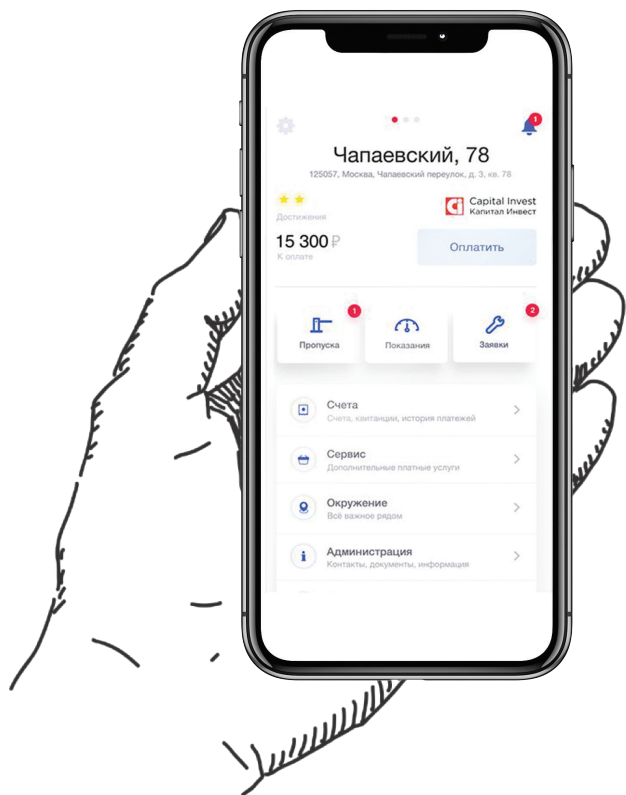 1
Чапаевский, 78
125057, Москва, Чапаевский переулок, д. 3, кв. 78
Достижения
Capital Invest
Капитал Инвест
15 300 ₽
К оплате
Оплатить
1
2
Пропуска
Показания
Заявки
Счета
Счета, квитанции, история платежей
Сервис
Дополнительные платные услуги
Окружение
Всё важное рядом
Администрация
Контакты, документы, информация